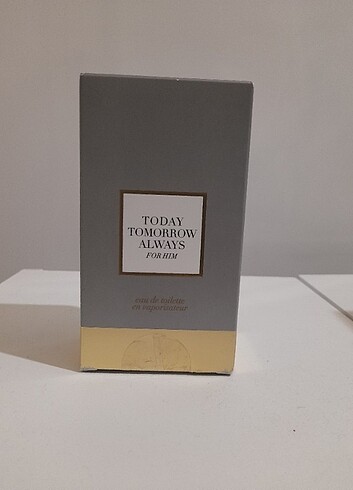 TODAY
TOMORROW
ALWAYS
FOR HIM
eau de toilette
en vaporisateur